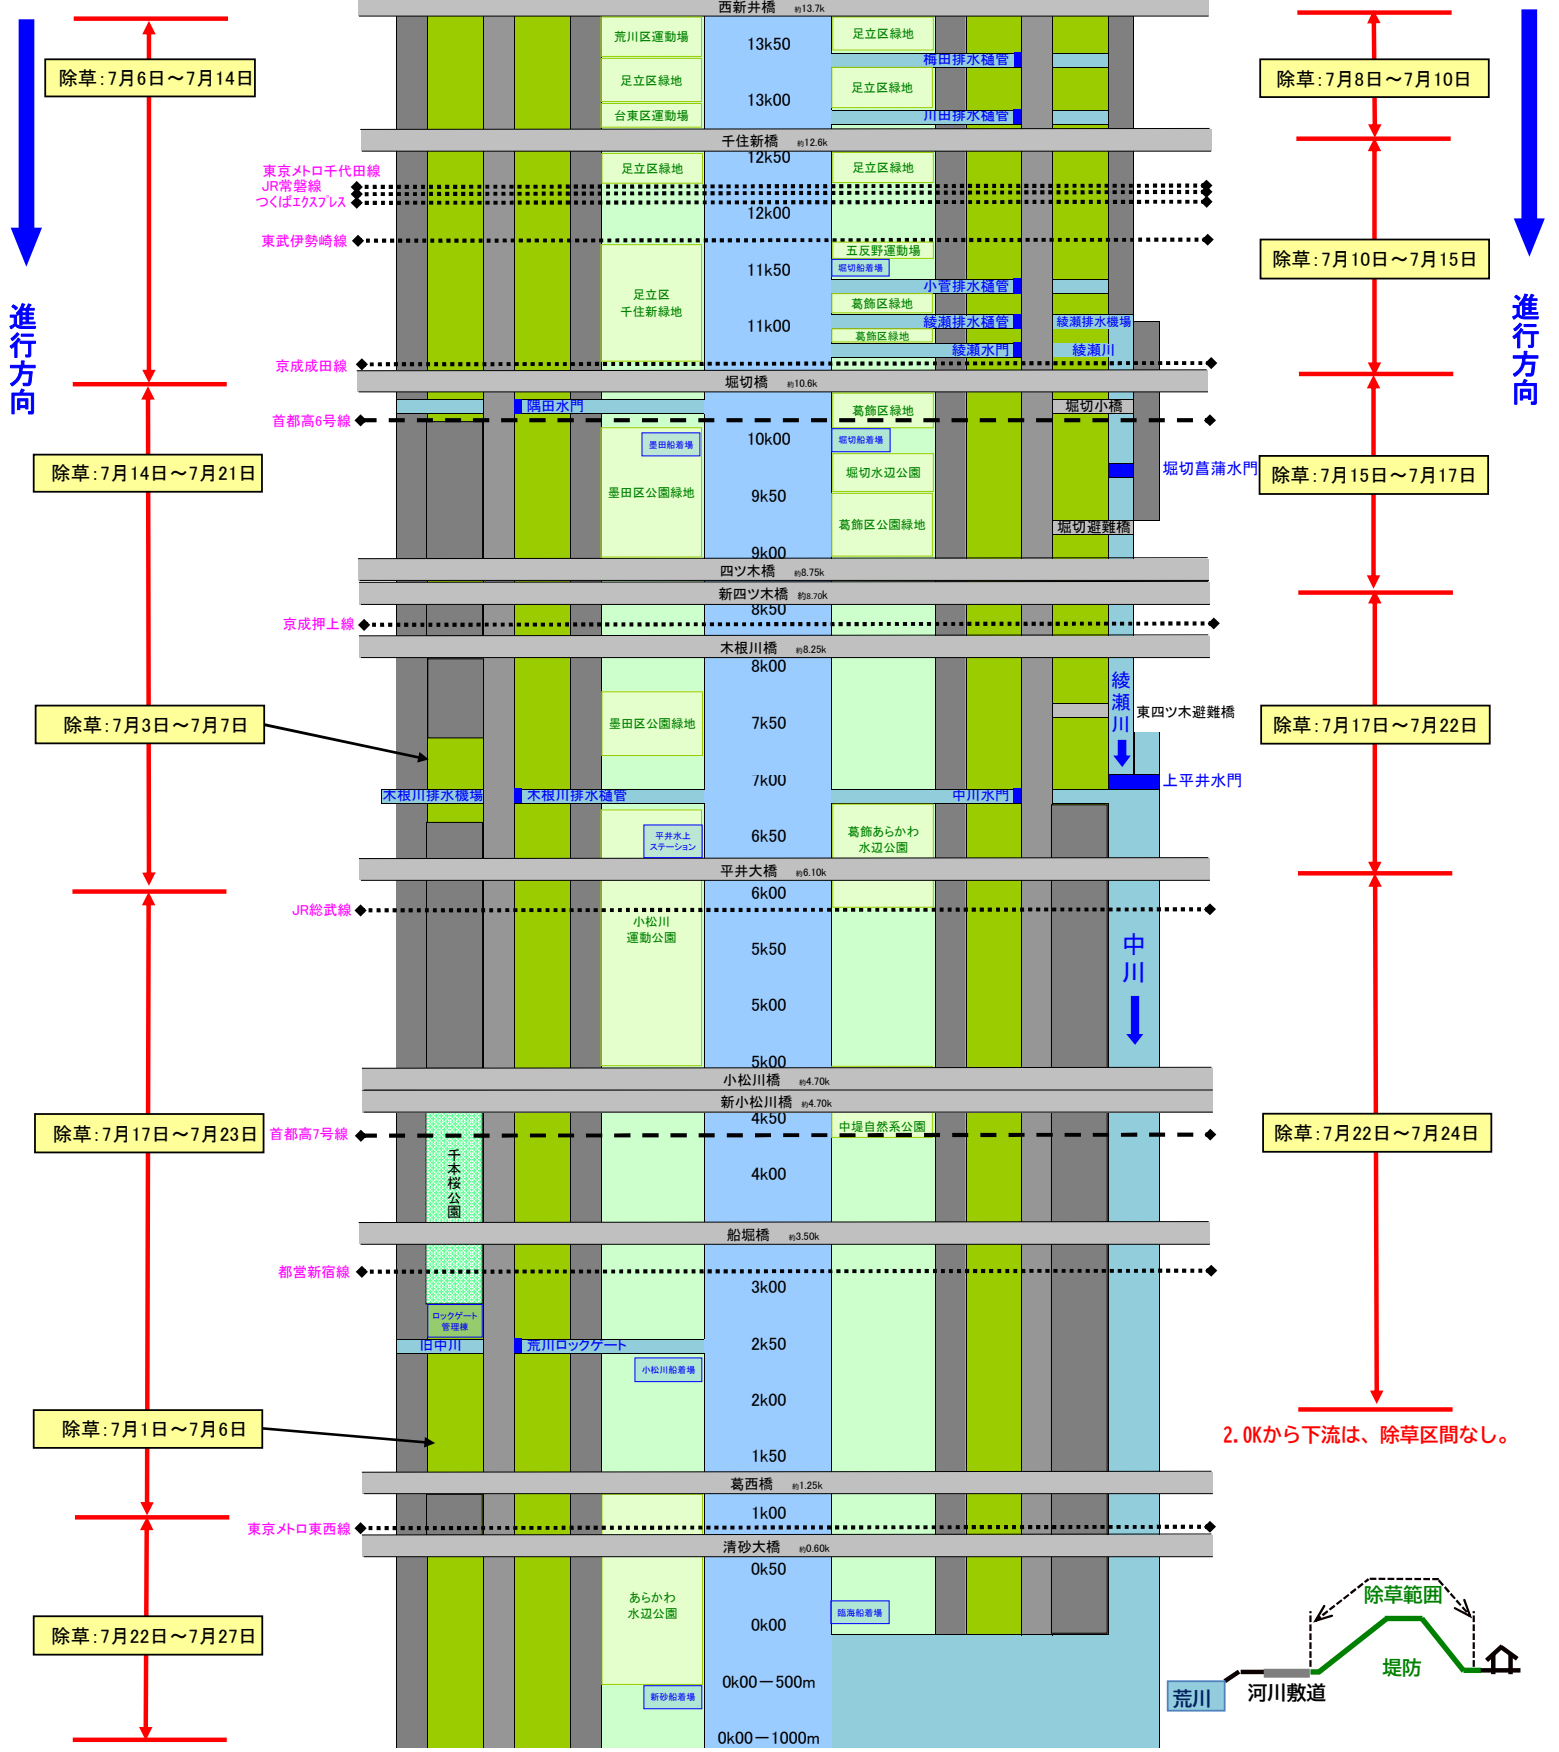 西新井橋 約13.7k
荒川区運動場
足立区緑地
13k50
梅田排水樋管
除草:7月6日～7月14日
除草:7月8日～7月10日
足立区緑地
足立区緑地
13k00
台東区運動場
川田排水樋管
千住新橋 約12.6k
12k50
東京メトロ千代田線
足立区緑地
足立区緑地
JR常磐線
つくばエクスプレス
12k00
東武伊勢崎線
五反野運動場
除草:7月10日～7月15日
堀切船着場
11k50
小菅排水樋管
足立区
千住新緑地
葛飾区緑地
進行方向
進行方向
11k00
綾瀬排水樋管
綾瀬排水機場
葛飾区緑地
綾瀬水門
綾瀬川
京成成田線
堀切橋 約10.6k
隅田水門
葛飾区緑地
堀切小橋
首都高6号線
墨田船着場
10k00
堀切船着場
除草:7月14日～7月21日
堀切水辺公園
堀切菖蒲水門
除草:7月15日～7月17日
墨田区公園緑地
9k50
葛飾区公園緑地
堀切避難橋
9k00
四ツ木橋 約8.75k
新四ツ木橋 約8.70k
8k50
京成押上線
木根川橋 約8.25k
8k00
綾瀬川
東四ツ木避難橋
除草:7月3日～7月7日
墨田区公園緑地
7k50
除草:7月17日～7月22日
7k00
上平井水門
木根川排水機場
木根川排水樋管
中川水門
平井水上
ステーション
6k50
葛飾あらかわ
水辺公園
平井大橋 約6.10k
6k00
JR総武線
小松川
運動公園
5k50
中川
5k00
5k00
小松川橋 約4.70k
新小松川橋 約4.70k
4k50
中堤自然系公園
除草:7月17日～7月23日
首都高7号線
除草:7月22日～7月24日
千本桜公園
4k00
船堀橋 約3.50k
都営新宿線
3k00
ロックゲート
管理棟
旧中川
荒川ロックゲート
2k50
小松川船着場
2k00
除草:7月1日～7月6日
2.0Kから下流は、除草区間なし。
1k50
葛西橋 約1.25k
1k00
東京メトロ東西線
清砂大橋 約0.60k
0k50
あらかわ
水辺公園
臨海船着場
0k00
除草:7月22日～7月27日
除草範囲
堤防
0k00－500m
新砂船着場
荒川
河川敷道
0k00－1000m